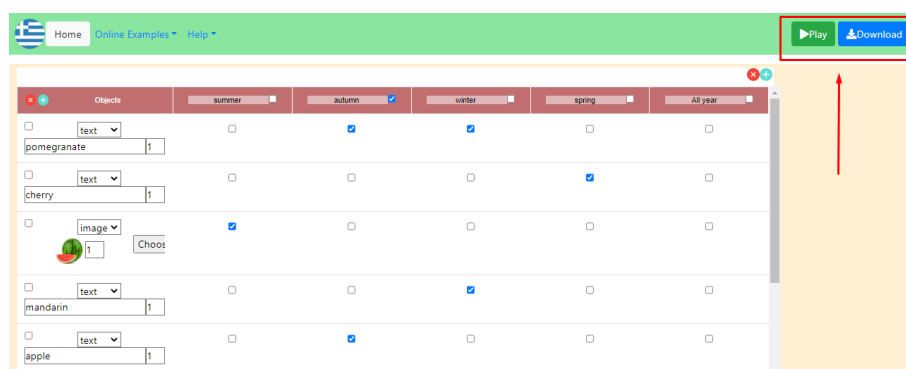 Home Online Examples Help Play Download
Objects summer autumn winter spring All year
text
pomegranate 1
text
cherry 1
image
1 Choos
text
mandarin 1
text
apple 1